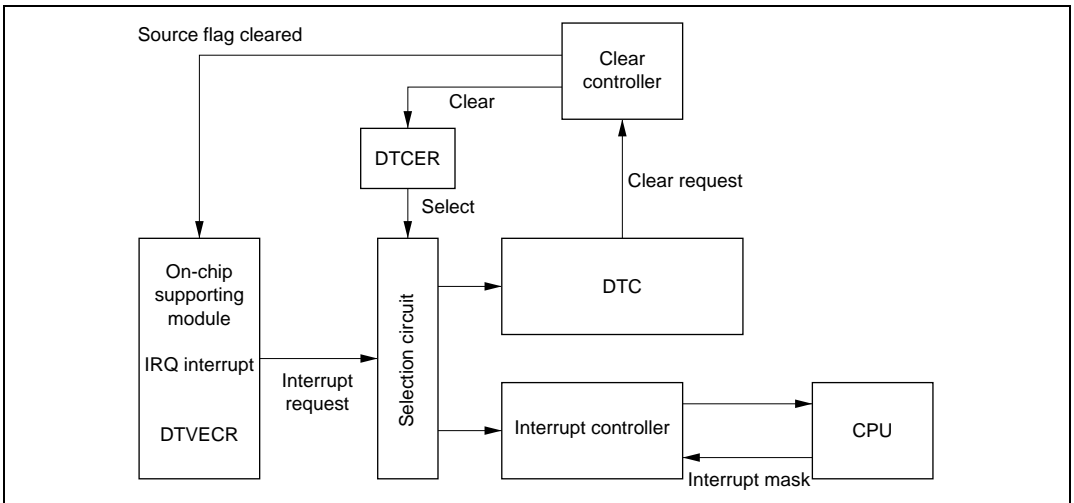 Source flag cleared
Clear
controller
Clear
DTCER
Clear request
Select
On-chip
supporting
module
DTC
Selection circuit
IRQ interrupt
Interrupt
request
DTVECR
Interrupt controller
CPU
Interrupt mask